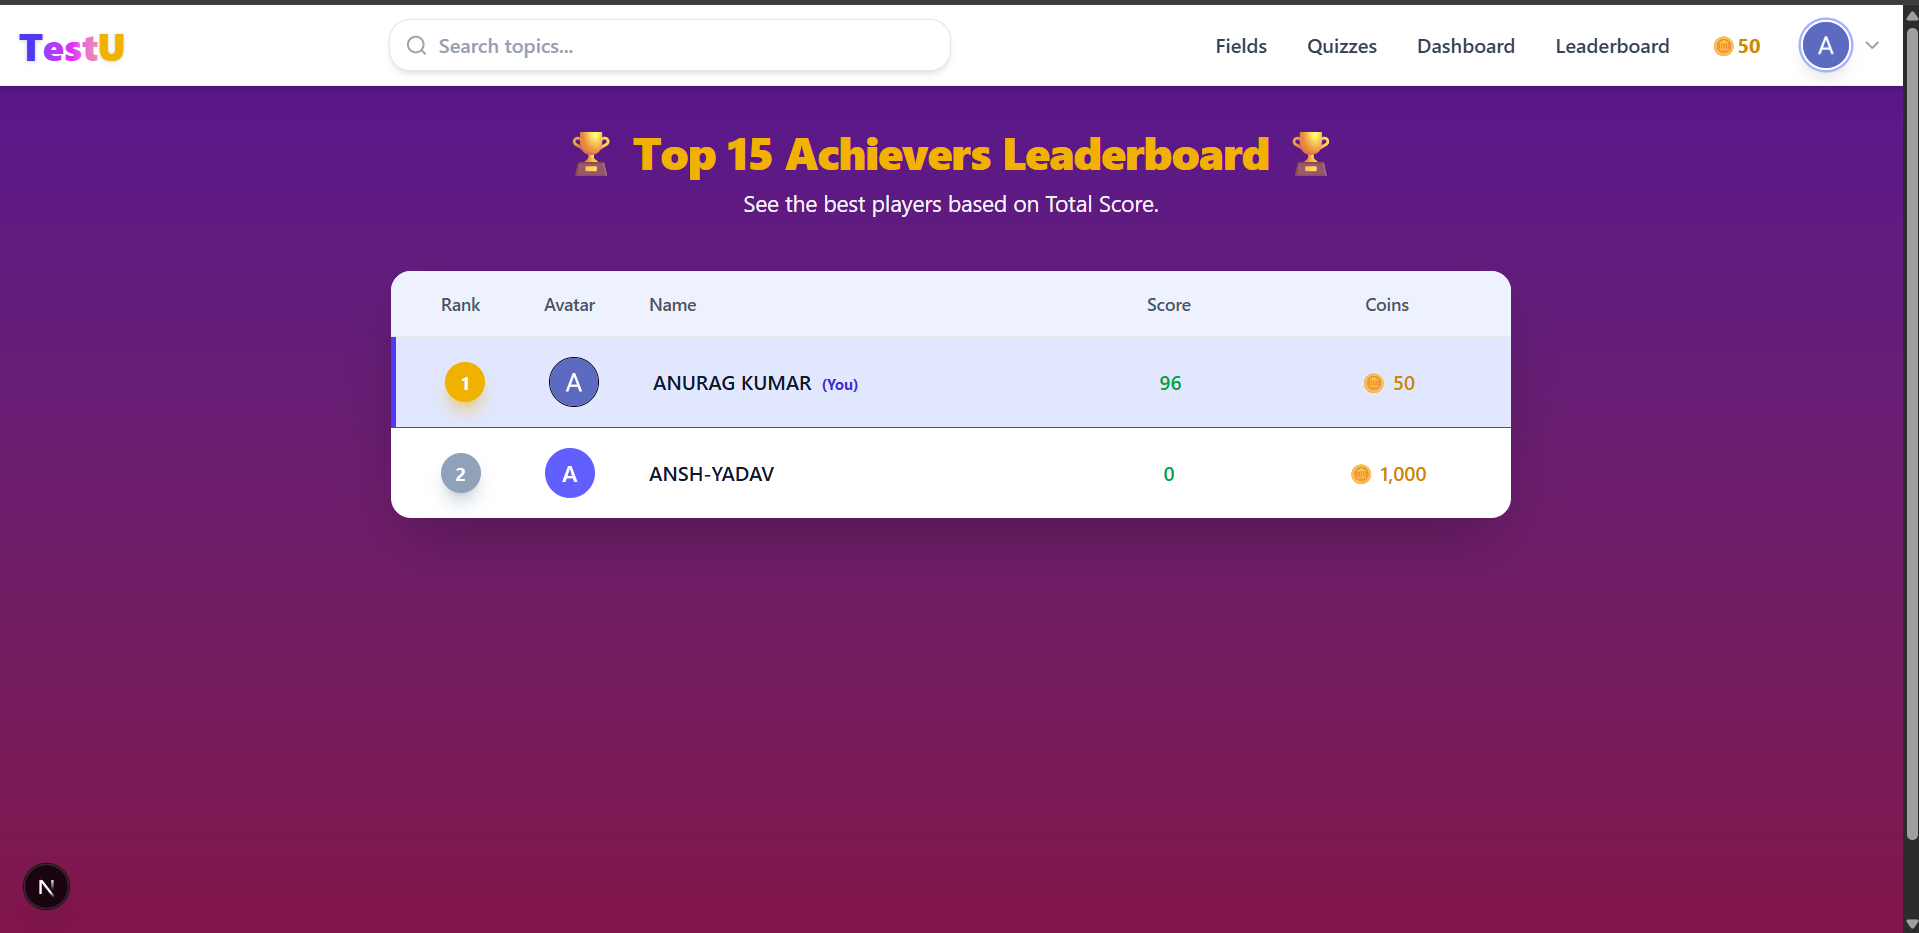 TestU
Search topics...
Fields Quizzes Dashboard Leaderboard 50 A
Top 15 Achievers Leaderboard
See the best players based on Total Score.
Rank Avatar Name Score Coins
1 A ANURAG KUMAR (You) 96 50
2 A ANSH-YADAV 0 1,000
N